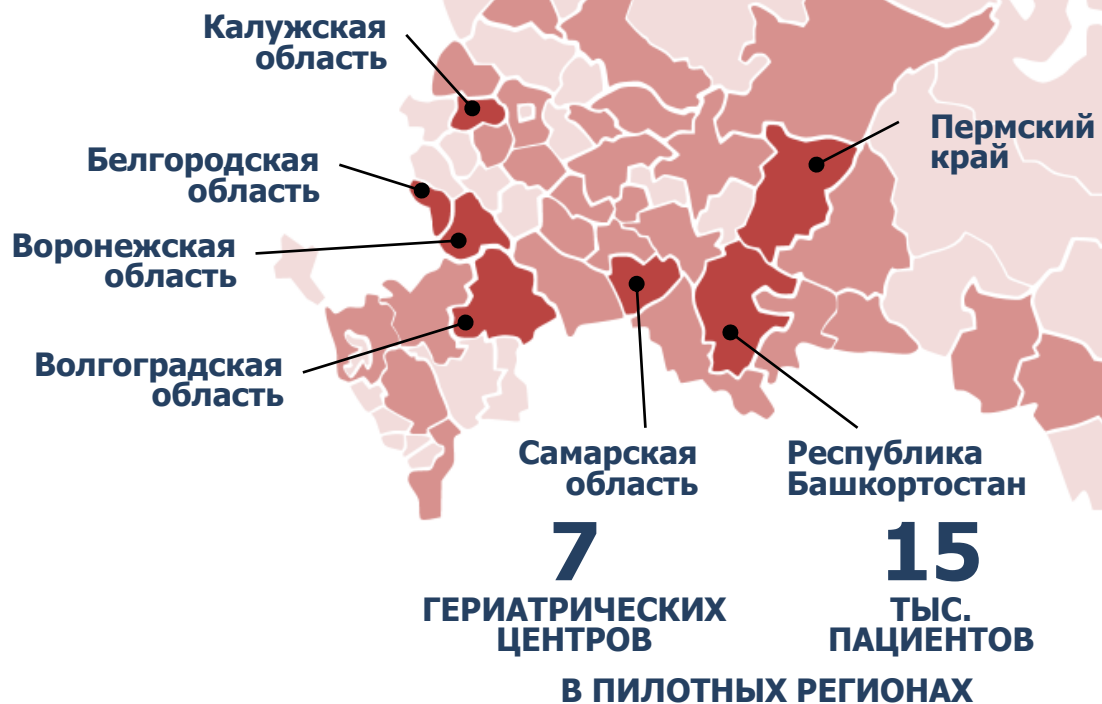 Калужская
область
Пермский
край
Белгородская
область
Воронежская
область
Волгоградская
область
Самарская
область
Республика
Башкортостан
7
ГЕРИАТРИЧЕСКИХ
ЦЕНТРОВ
15
ТЫС.
ПАЦИЕНТОВ
В ПИЛОТНЫХ РЕГИОНАХ